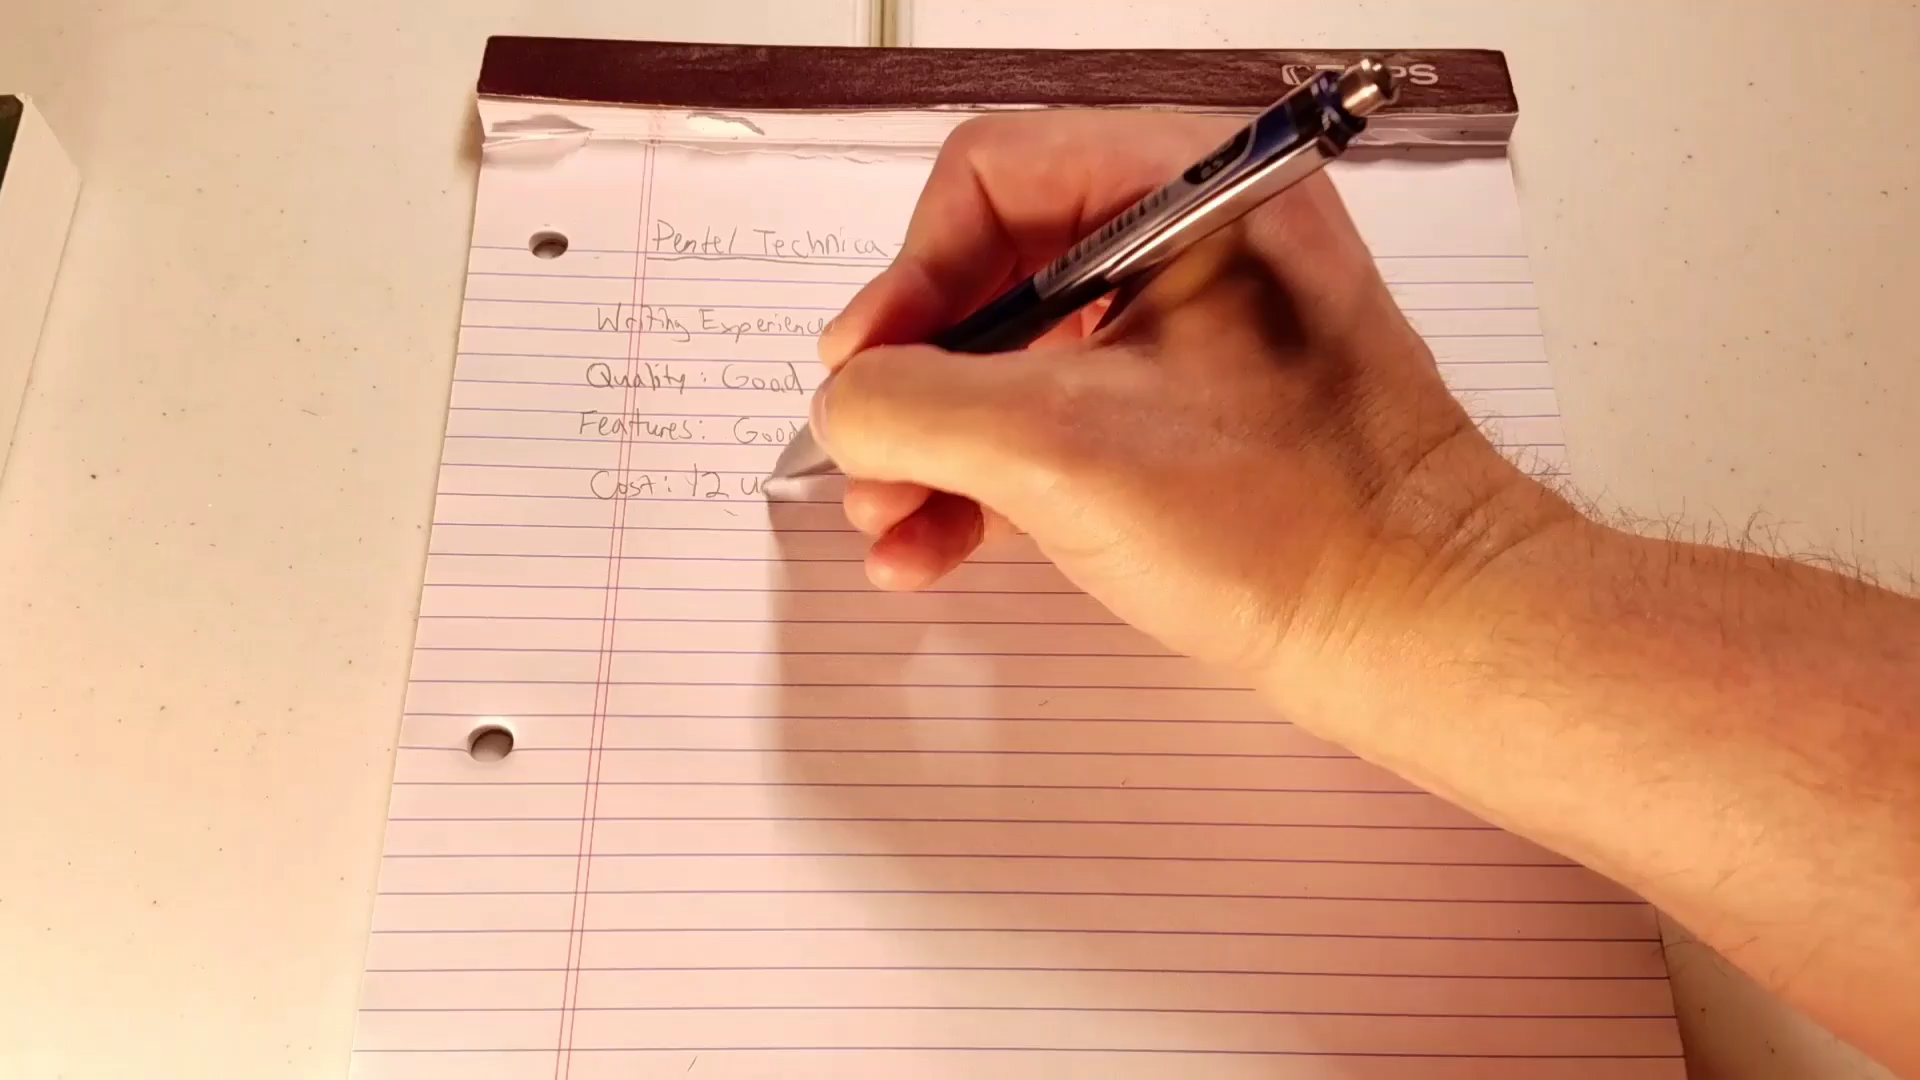 TOPS
Pentel Technica -
Writing Experience
Quality: Good
Features: Good
Cost: 12 U